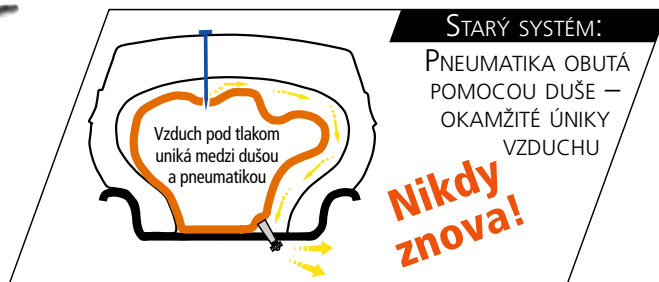 STARÝ SYSTÉM:
PNEUMATIKA OBUTÁ
POMOCOU DUŠE –
OKAMŽITÉ ÚNIKY
VZDUCHU
Vzduch pod tlakom
uniká medzi dušou
a pneumatikou
Nikdy
znova!